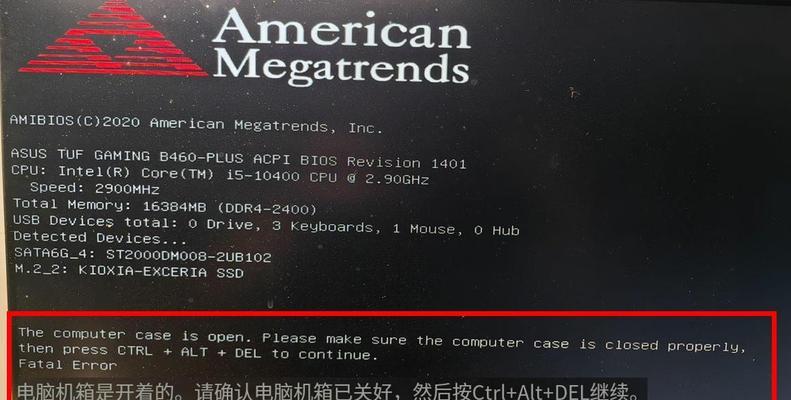 American
Megatrends
AMIBIOS(C)2020 American Megatrends, Inc.
ASUS TUF GAMING B460-PLUS ACPI BIOS Revision 1401
CPU: Intel(R) Core(TM) i5-10400 CPU @ 2.90GHz
Speed: 2900MHz
Total Memory: 16384MB (DDR4-2400)
USB Devices total: 0 Drive, 3 Keyboards, 1 Mouse, 0 Hub
Detected Devices...
SATA6G_4: ST2000DM008-2UB102
M.2_2: KIOXIA-EXCERIA SSD
The computer case is open. Please make sure the computer case is closed properly,
then press CTRL + ALT + DEL to continue.
Fatal Error
电脑机箱是开着的。请确认电脑机箱已关好，然后按Ctrl+Alt+DEL继续。